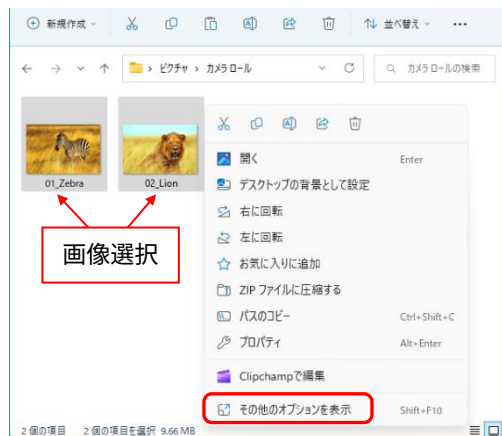 新規作成
並べ替え
ピクチャ › カメラロール
カメラロールの検索
01_Zebra
02_Lion
画像選択
開く Enter
デスクトップの背景として設定
右に回転
左に回転
お気に入りに追加
ZIP ファイルに圧縮する
パスのコピー Ctrl+Shift+C
プロパティ Alt+Enter
Clipchampで編集
その他のオプションを表示 Shift+F10
2 個の項目 2 個の項目を選択 9.66 MB